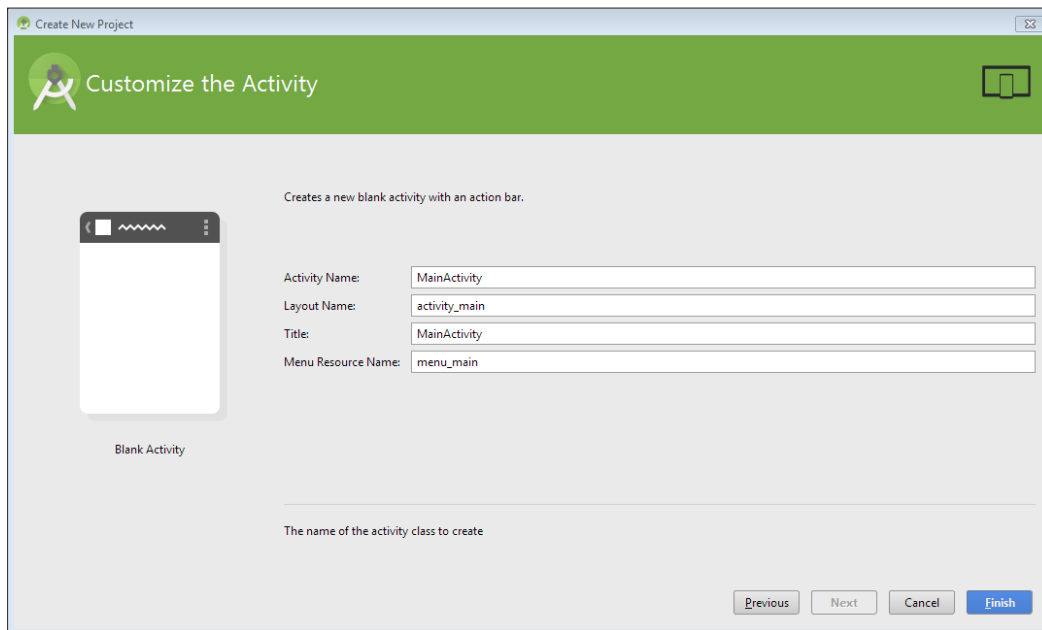 Create New Project
Customize the Activity
Creates a new blank activity with an action bar.
Activity Name: MainActivity
Layout Name: activity_main
Title: MainActivity
Menu Resource Name: menu_main
Blank Activity
The name of the activity class to create
Previous Next Cancel Finish